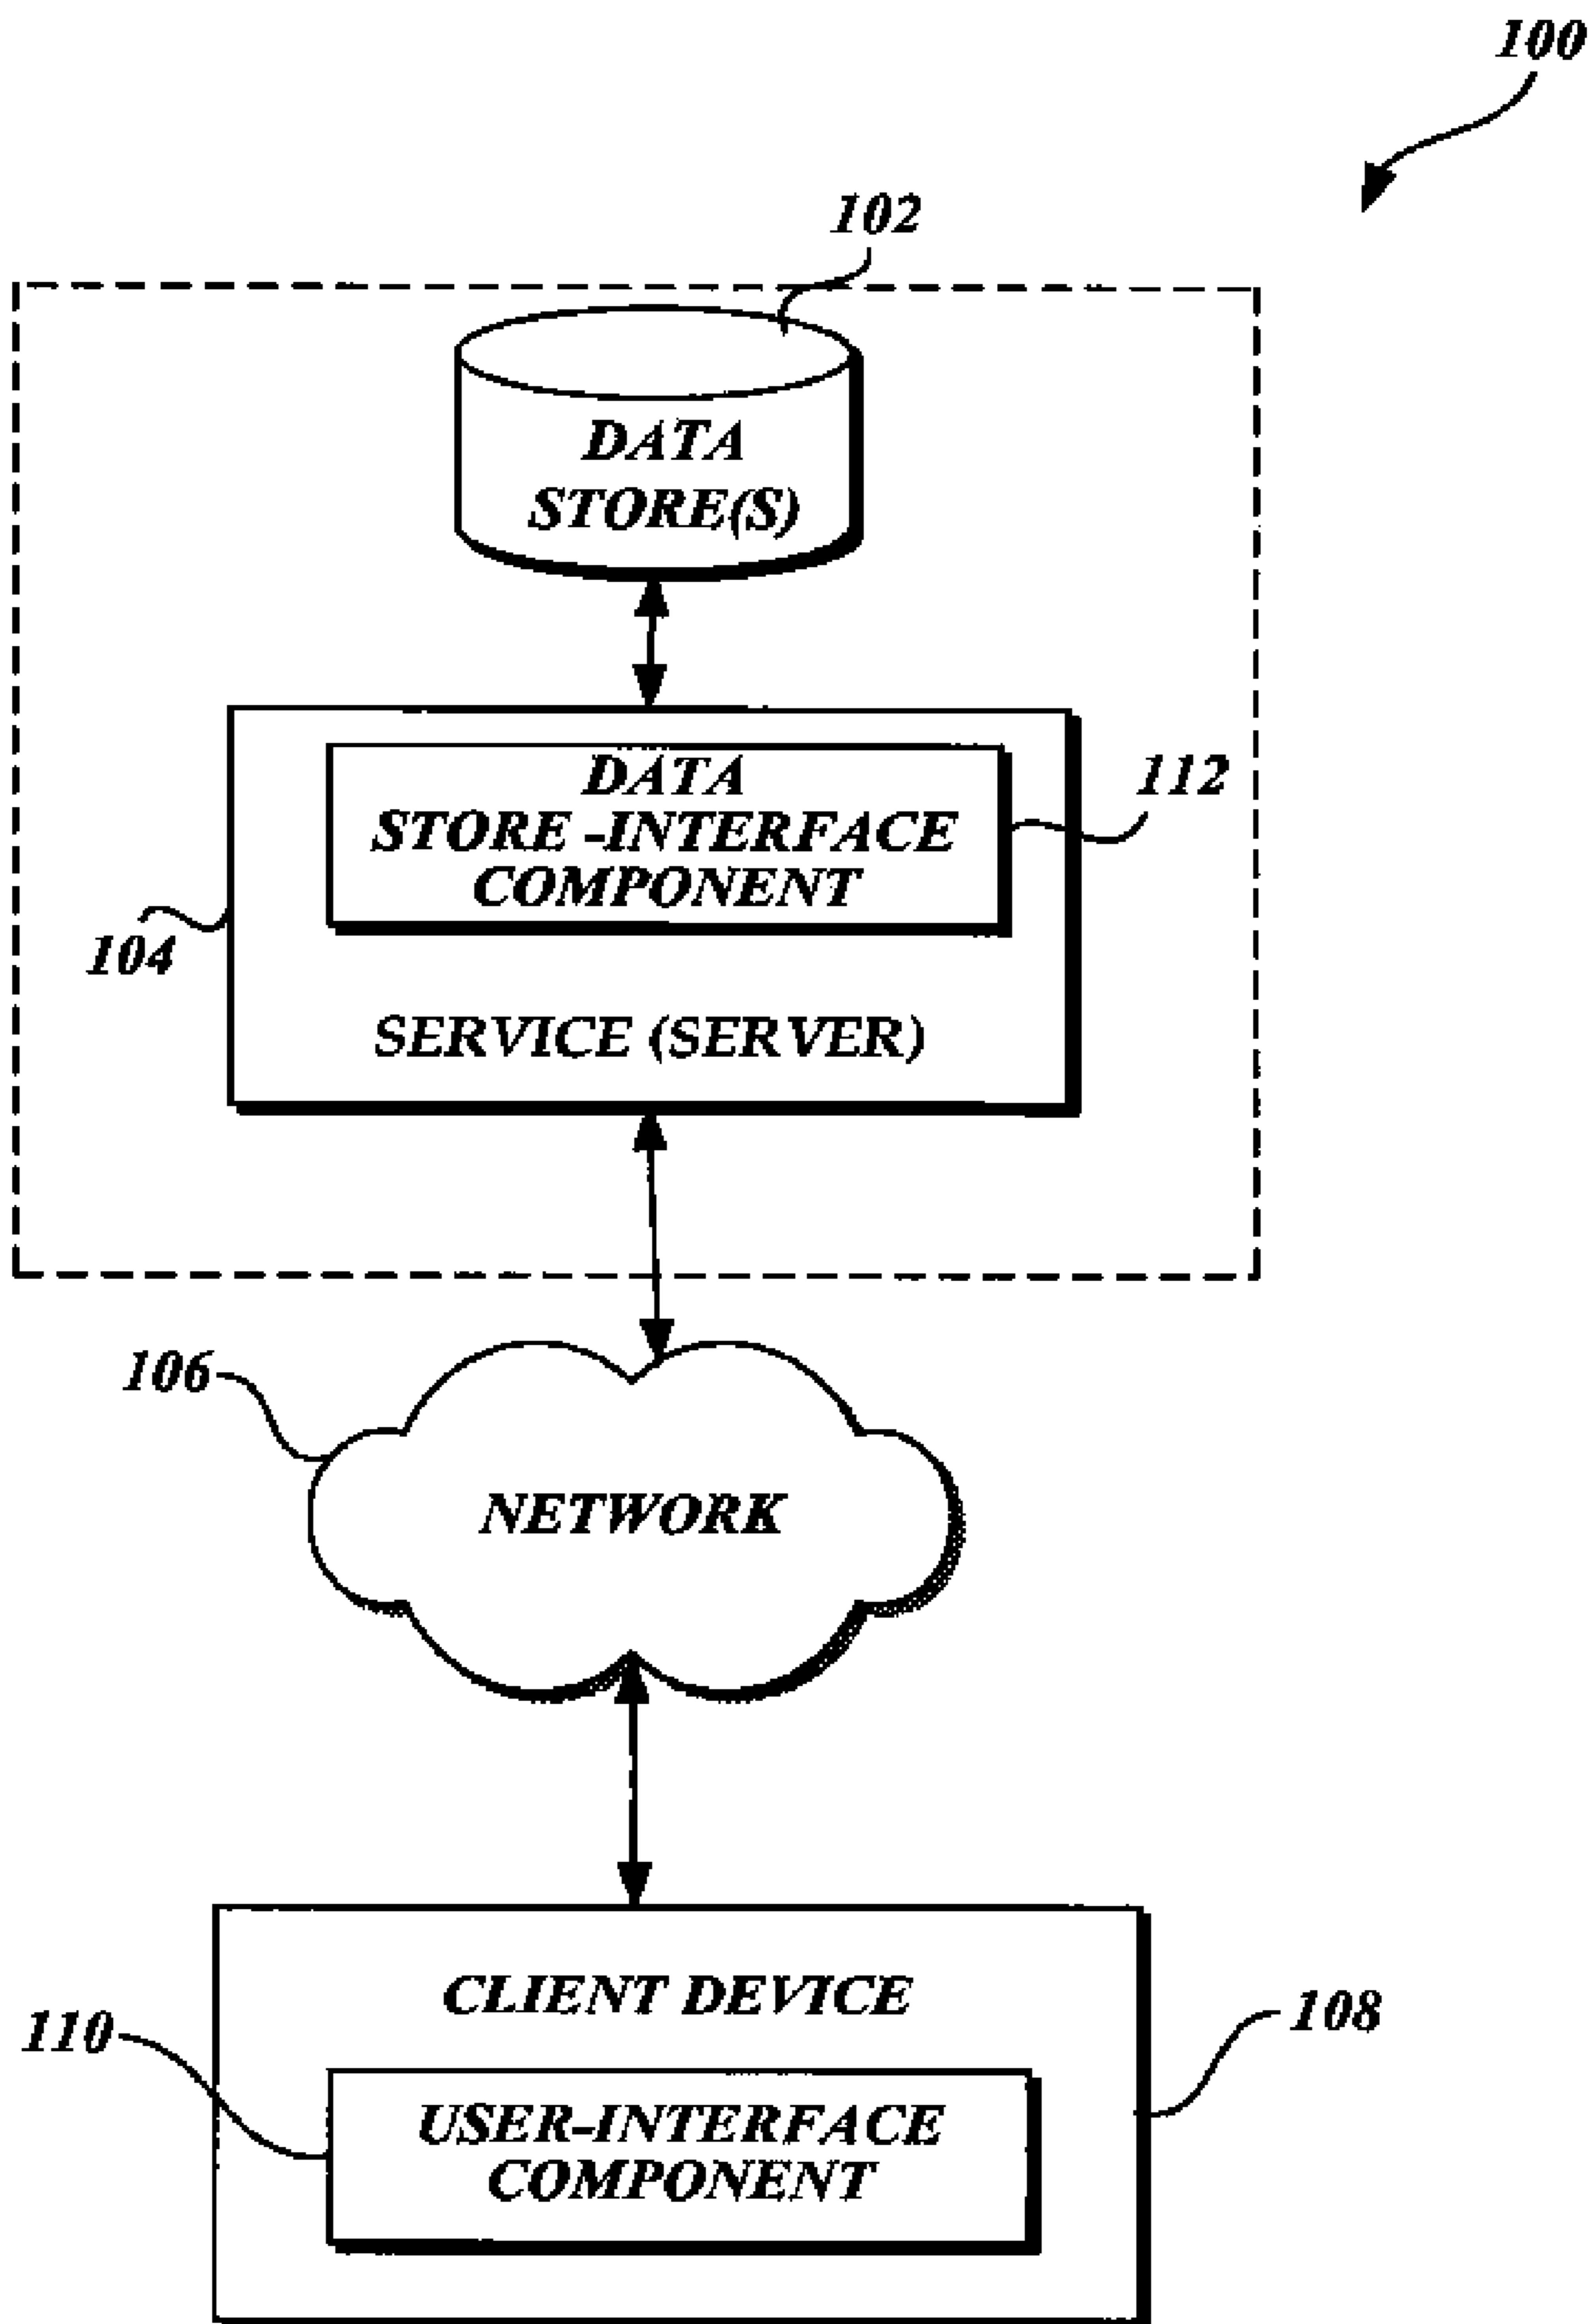 100
102
DATA
STORE(S)
DATA
STORE -INTERFACE
COMPONENT
112
104
SERVICE (SERVER)
106
NETWORK
CLIENT DEVICE
108
110
USER-INTERFACE
COMPONENT